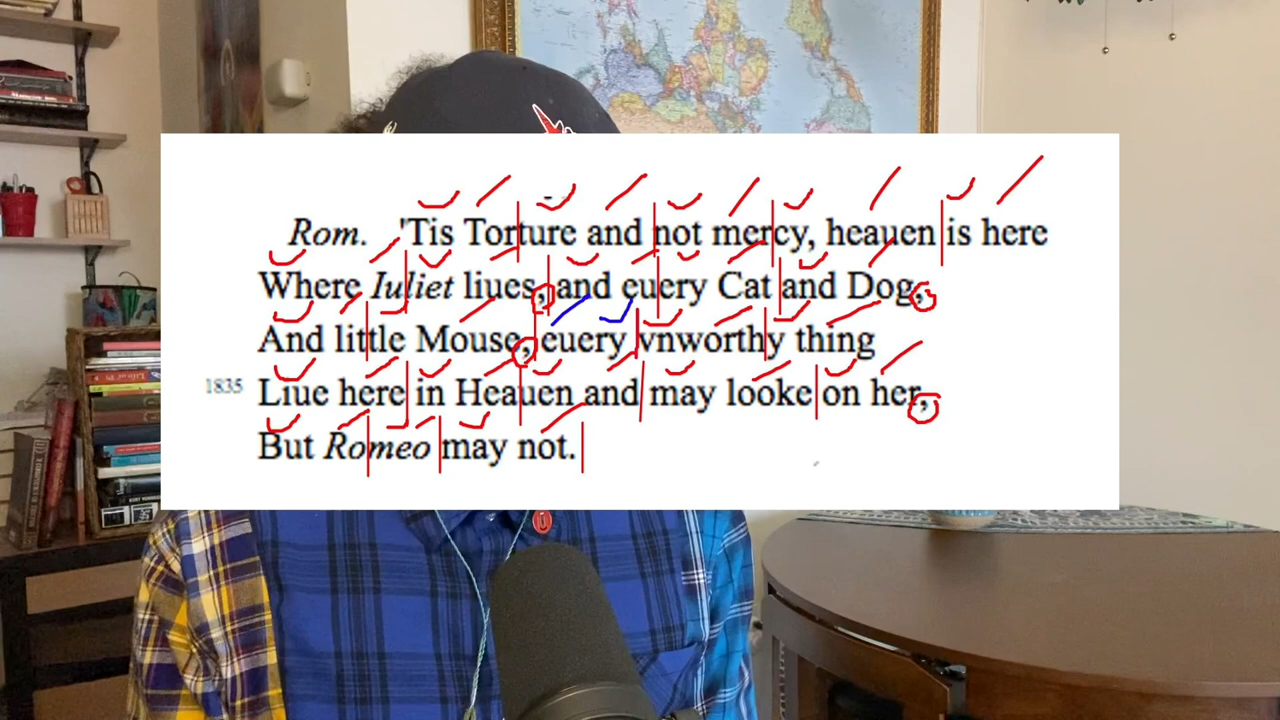 Rom. 'Tis Torture and not mercy, heauen is here
Where Iuliet liues, and euery Cat and Dog,
And little Mouse, euery vnworthy thing
1835 Liue here in Heauen and may looke on her,
But Romeo may not.